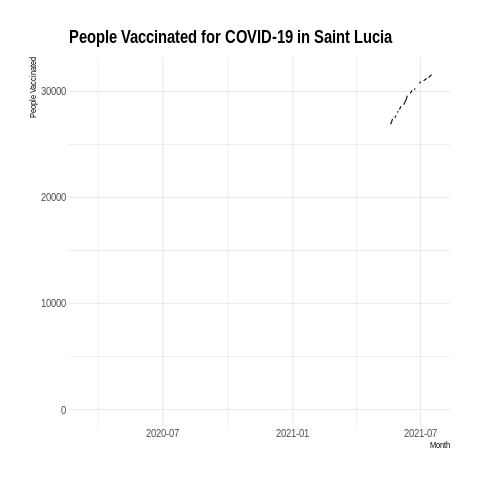 People Vaccinated for COVID-19 in Saint Lucia
People Vaccinated
30000
20000
10000
0
2020-07
2021-01
2021-07
Month